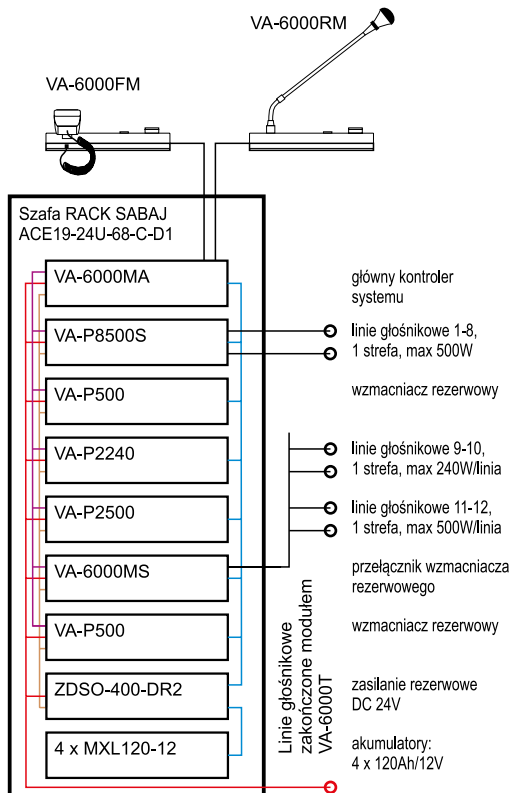 VA-6000RM
VA-6000FM
Szafa RACK SABAJ
ACE19-24U-68-C-D1
VA-6000MA
główny kontroler
systemu
VA-P8500S
linie głośnikowe 1-8,
1 strefa, max 500W
VA-P500
wzmacniacz rezerwowy
VA-P2240
linie głośnikowe 9-10,
1 strefa, max 240W/linia
VA-P2500
linie głośnikowe 11-12,
1 strefa, max 500W/linia
VA-6000MS
przełącznik wzmacniacza
rezerwowego
VA-P500
wzmacniacz rezerwowy
Linie głośnikowe
zakończone modułem
VA-6000T
ZDSO-400-DR2
zasilanie rezerwowe
DC 24V
4 x MXL120-12
akumulatory:
4 x 120Ah/12V